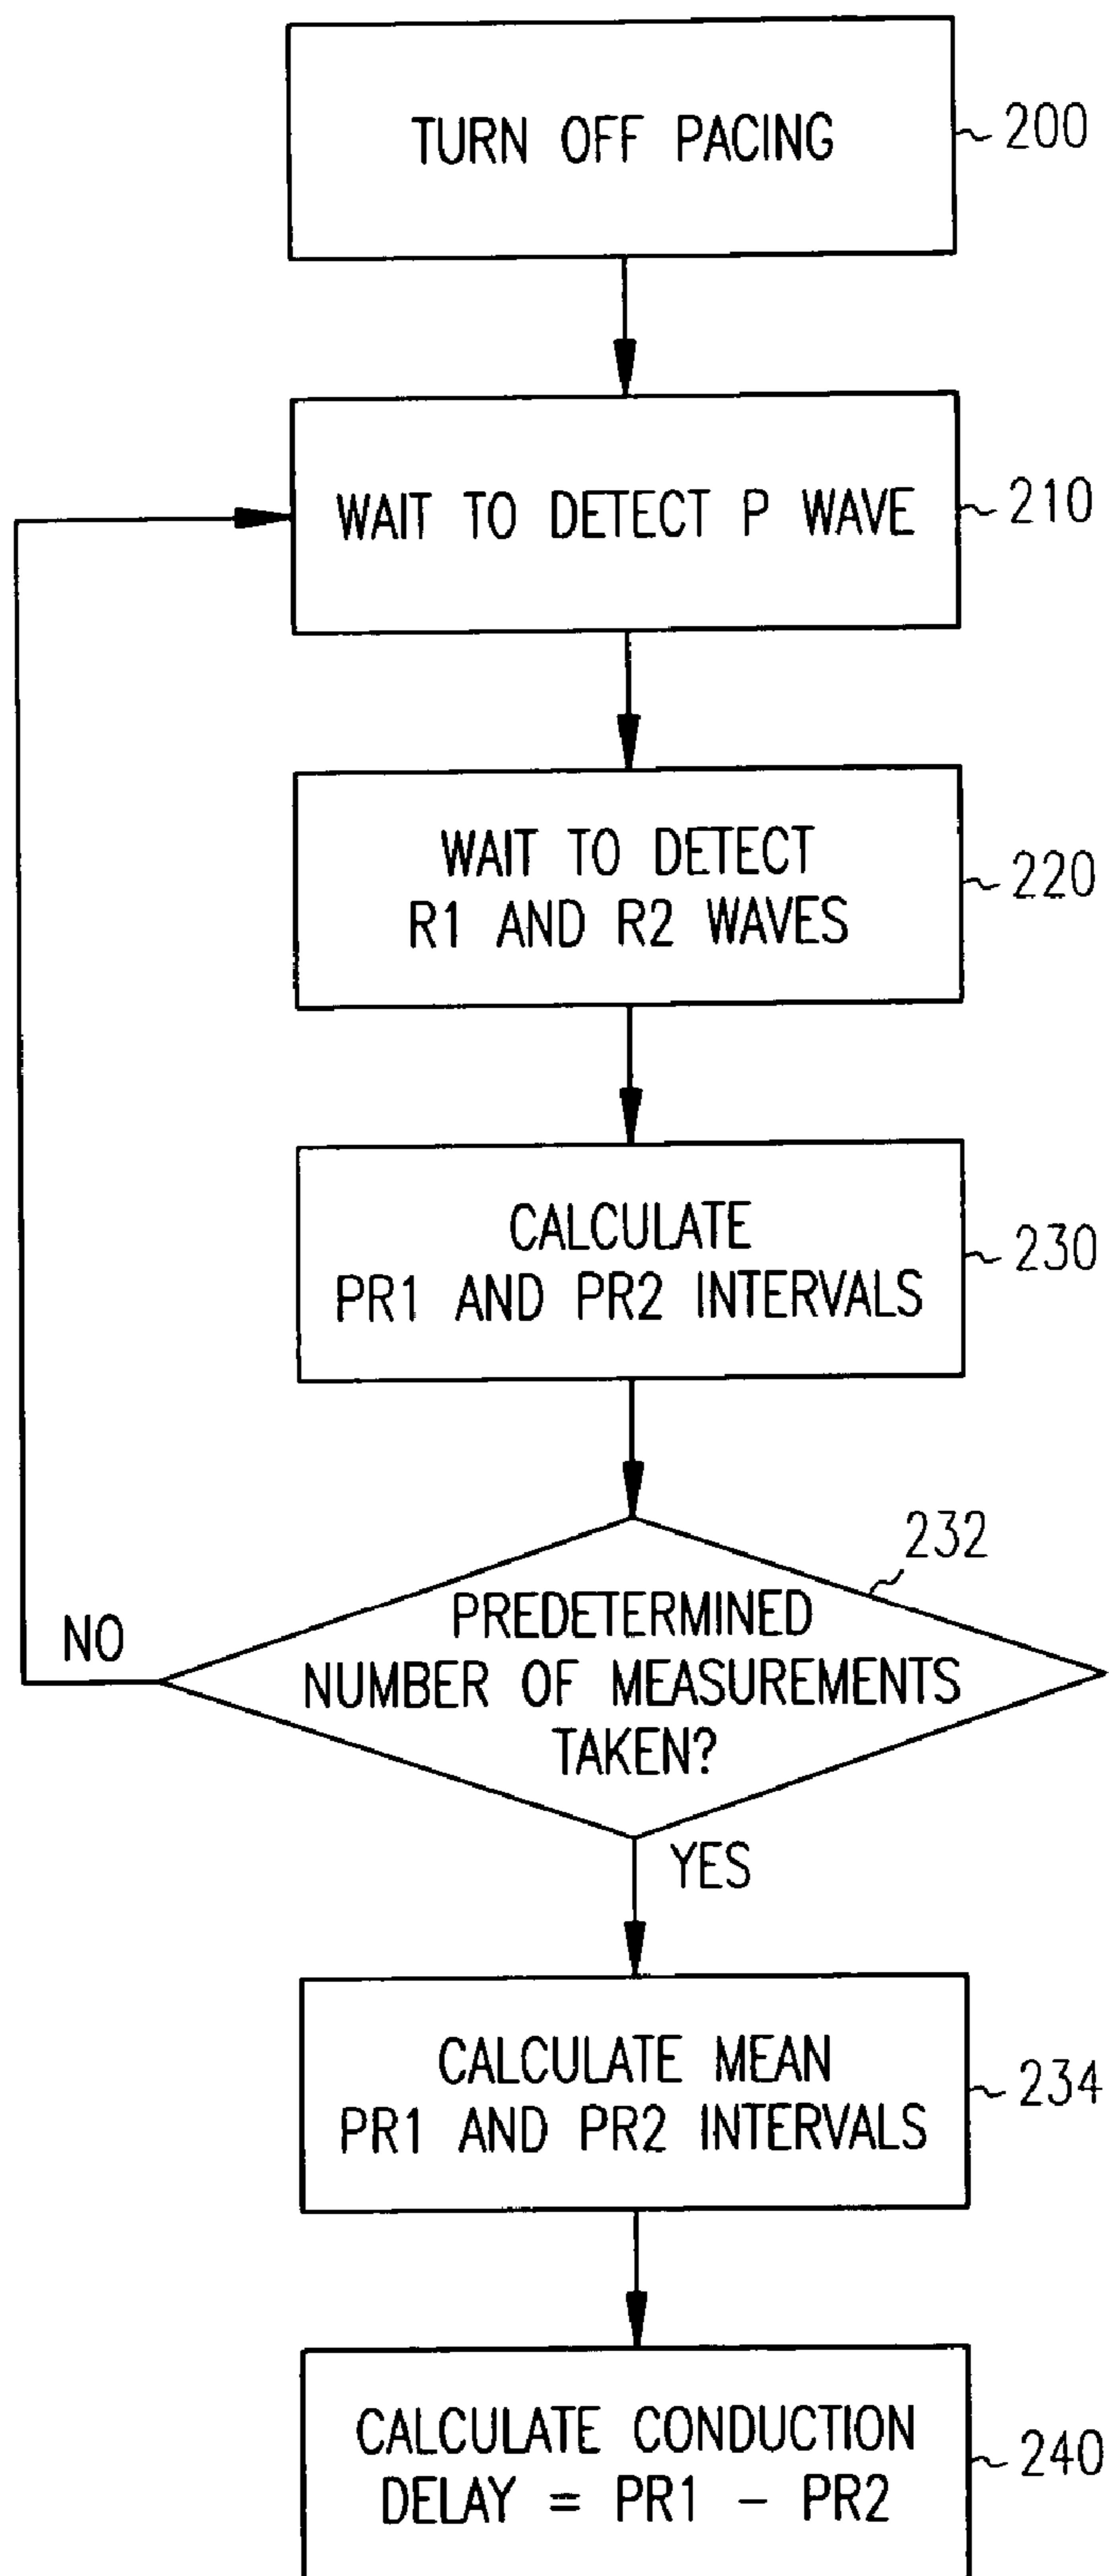 TURN OFF PACING
200
WAIT TO DETECT P WAVE
210
WAIT TO DETECT
R1 AND R2 WAVES
220
CALCULATE
PR1 AND PR2 INTERVALS
230
232
PREDETERMINED
NUMBER OF MEASUREMENTS
TAKEN?
NO
YES
CALCULATE MEAN
PR1 AND PR2 INTERVALS
234
CALCULATE CONDUCTION
DELAY = PR1 – PR2
240